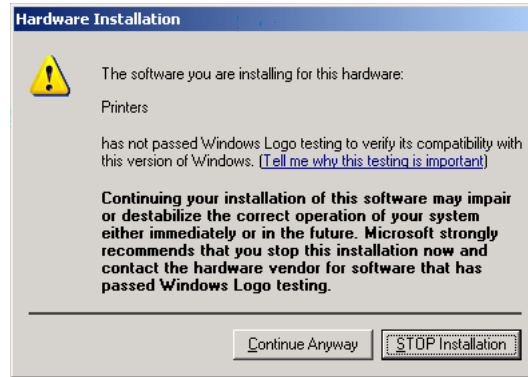 Hardware Installation
The software you are installing for this hardware:
Printers
has not passed Windows Logo testing to verify its compatibility with
this version of Windows. (Tell me why this testing is important)
Continuing your installation of this software may impair
or destabilize the correct operation of your system
either immediately or in the future. Microsoft strongly
recommends that you stop this installation now and
contact the hardware vendor for software that has
passed Windows Logo testing.
Continue Anyway
STOP Installation